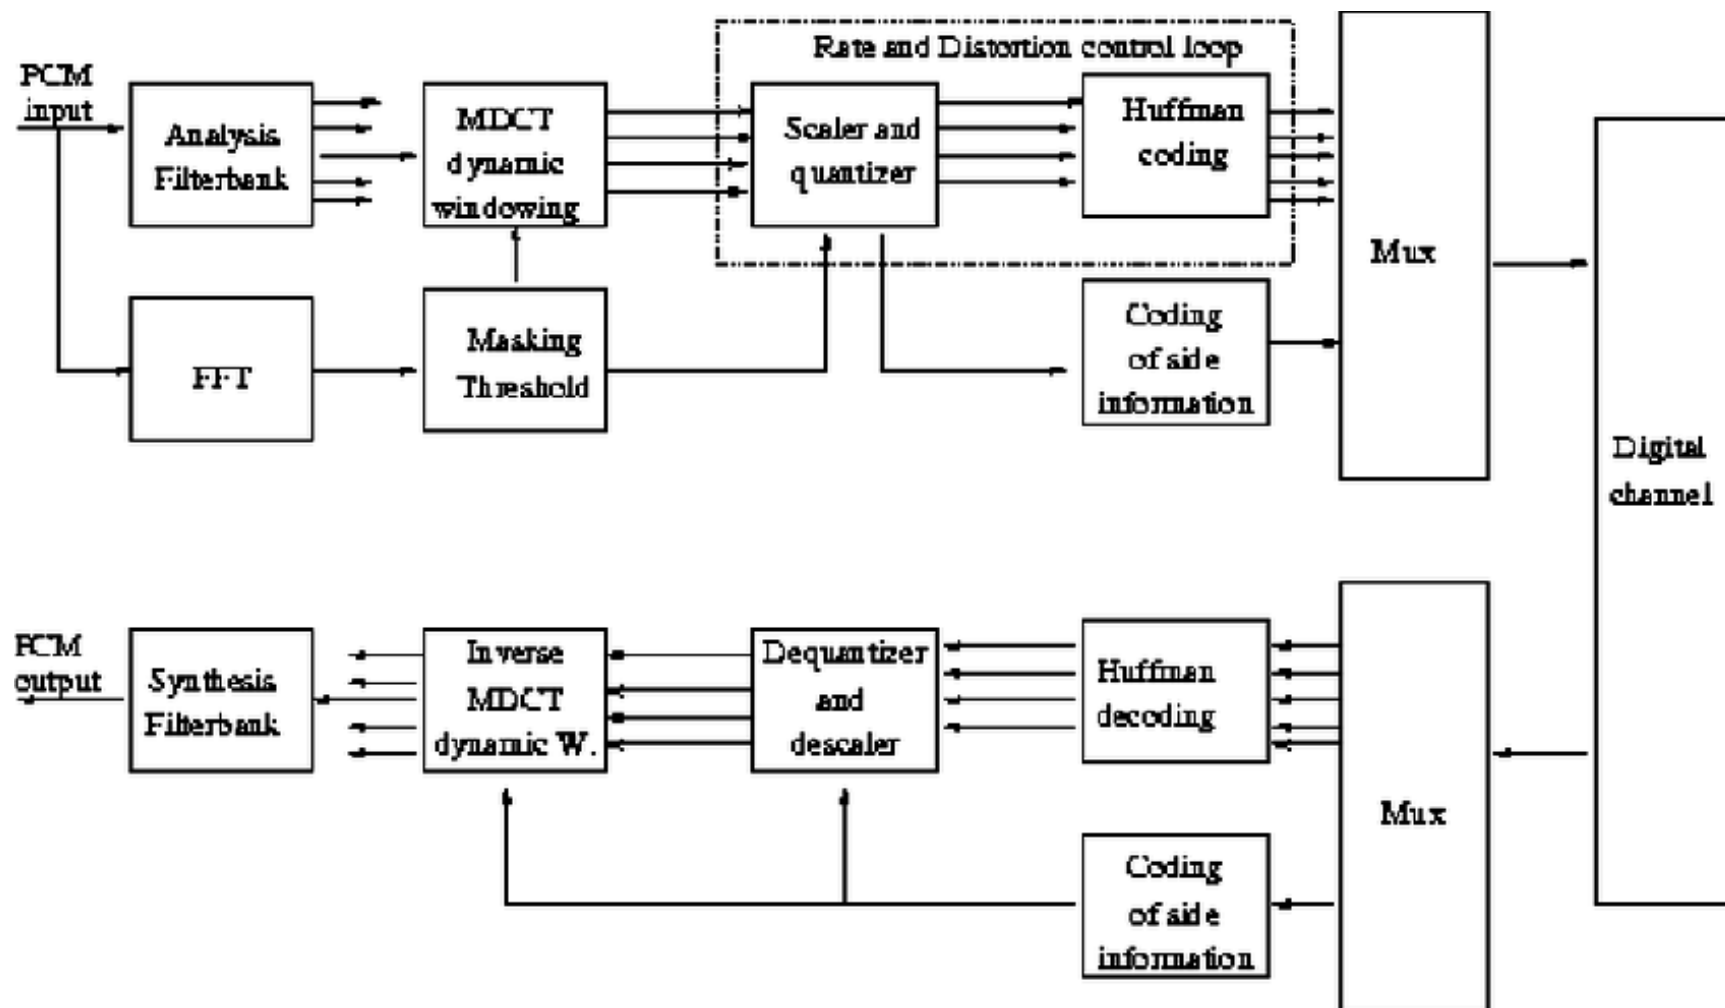 Rate and Distortion control loop
PCM
input
Analysis
Filterbank
MDCT
dynamic
windowing
Scaler and
quantizer
Huffman
coding
Mux
FFT
Masking
Threshold
Coding
of side
information
Digital
channel
PCM
output
Synthesis
Filterbank
Inverse
MDCT
dynamic W.
Dequantizer
and
descaler
Huffman
decoding
Mux
Coding
of side
information